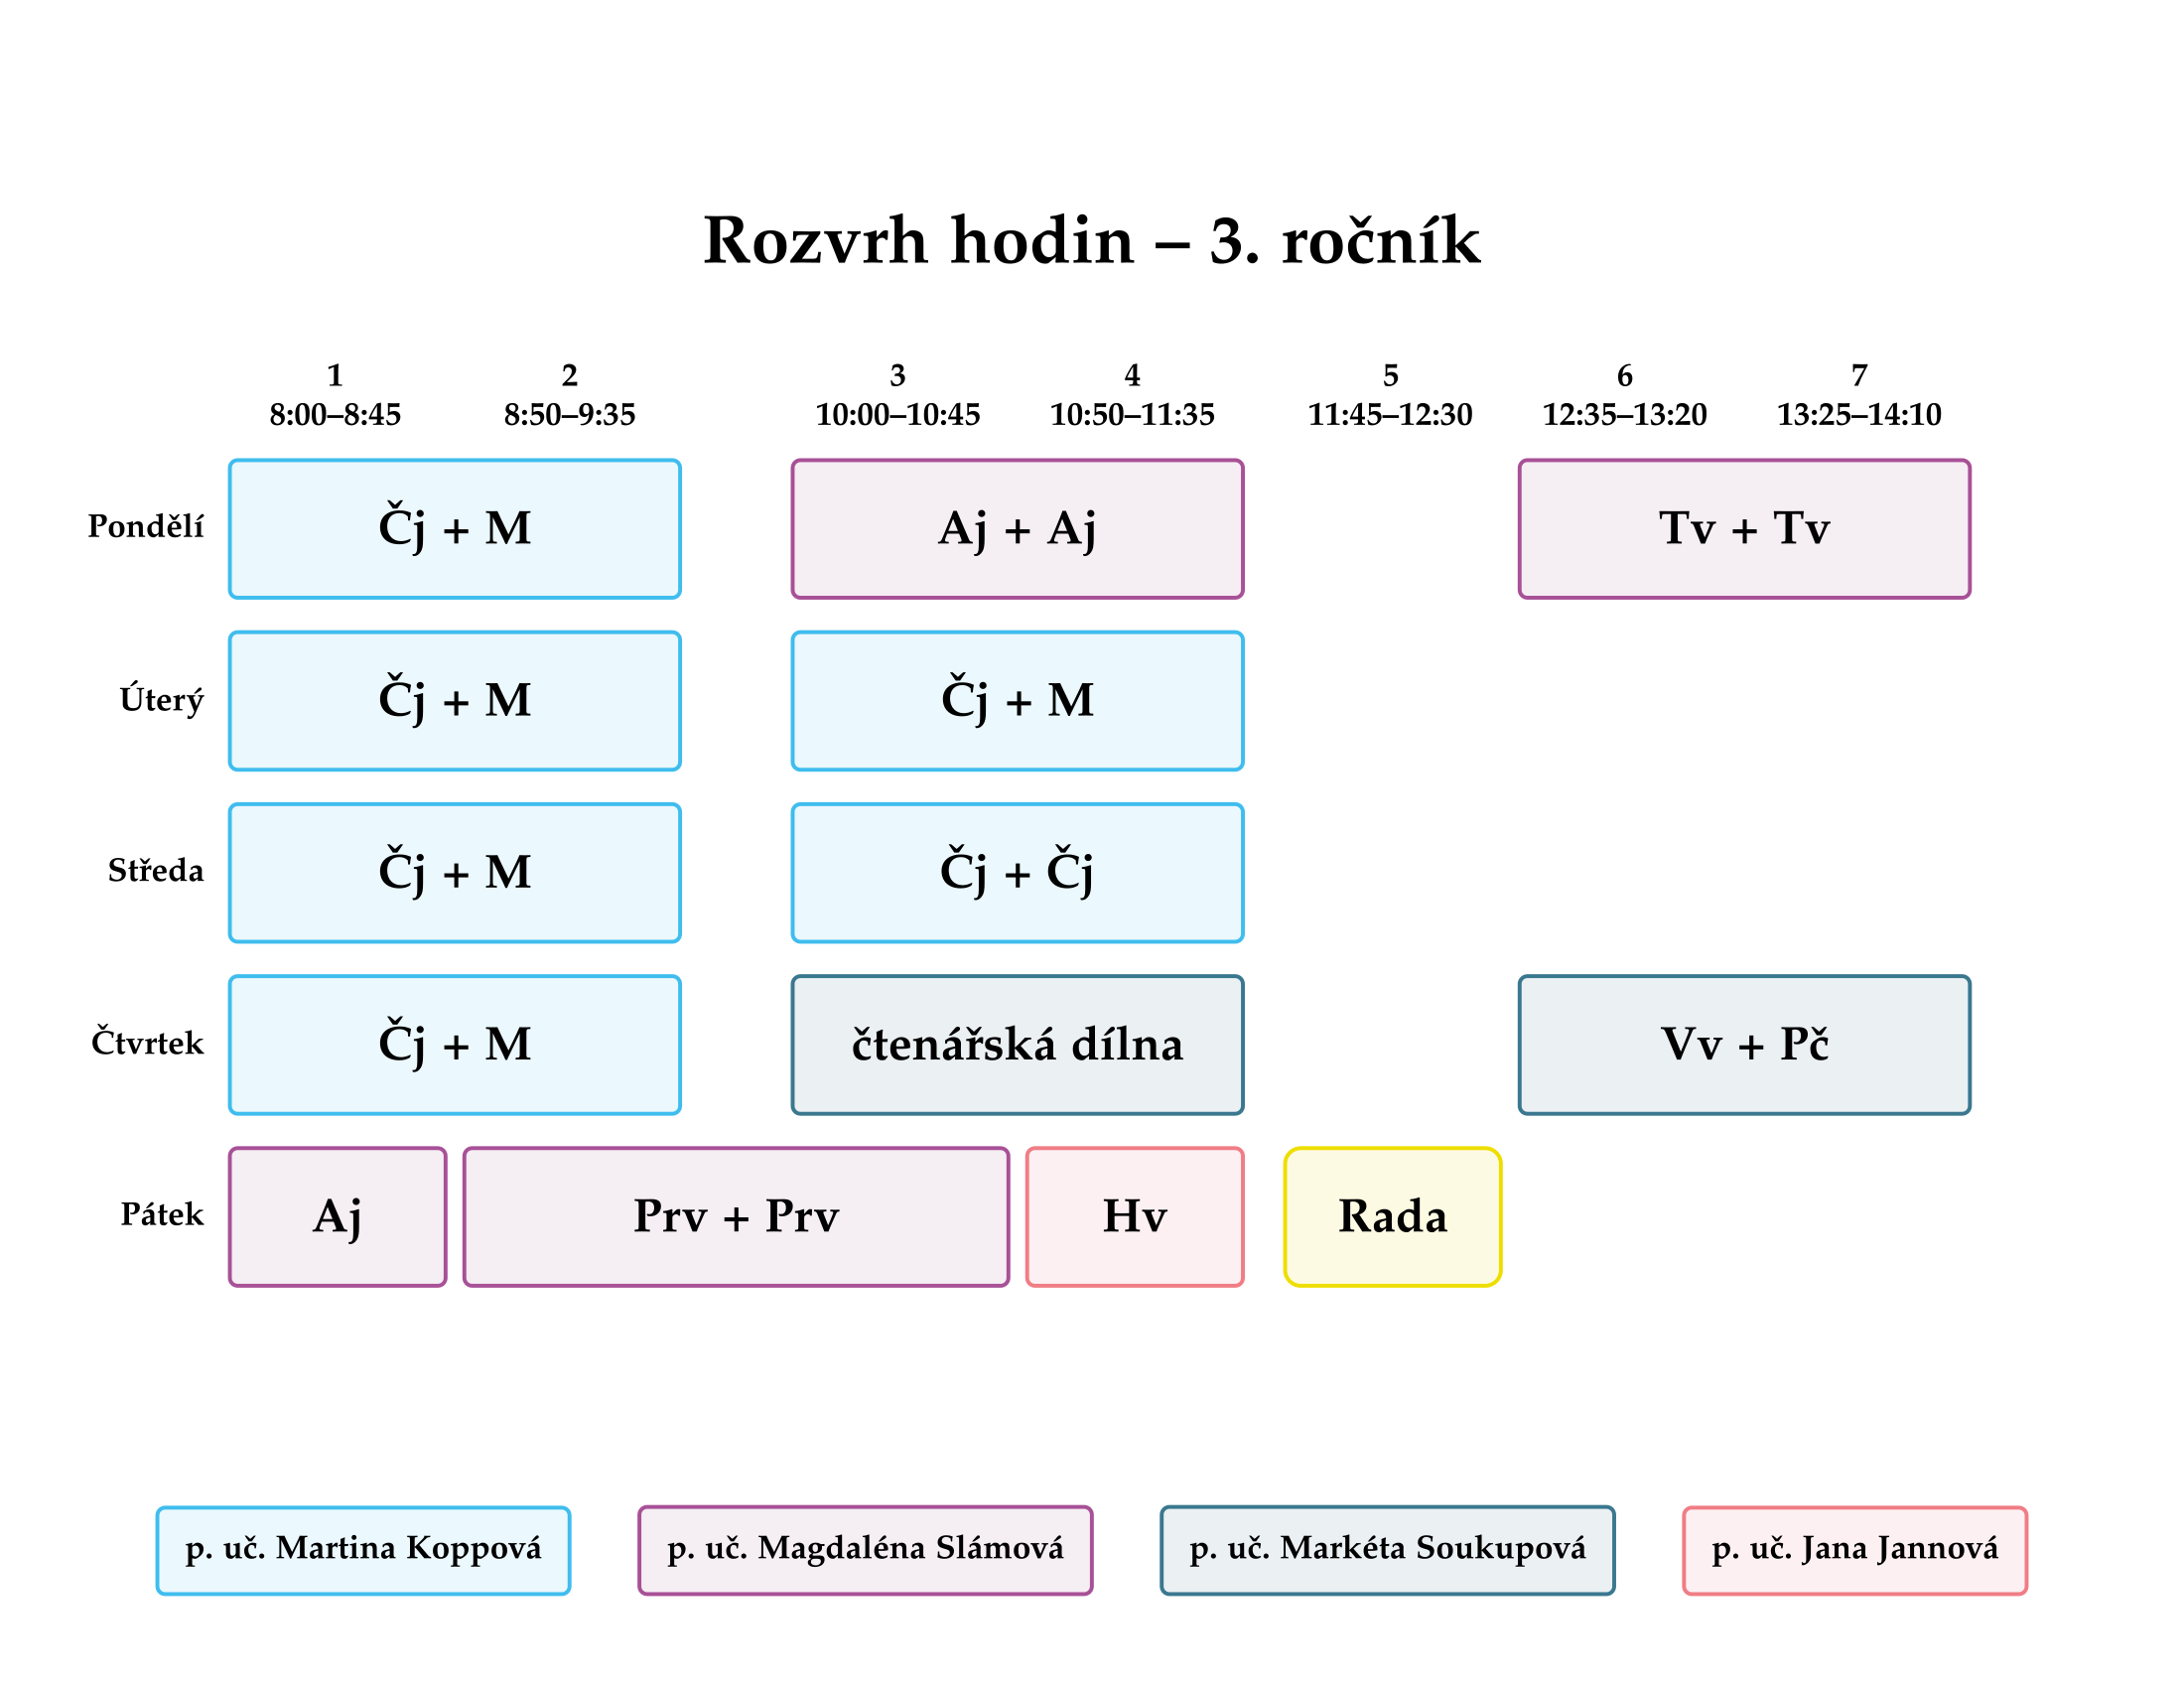 Rozvrh hodin – 3. ročník
1 2 3 4 5 6 7
8:00–8:45 8:50–9:35 10:00–10:45 10:50–11:35 11:45–12:30 12:35–13:20 13:25–14:10
Pondělí Čj + M Aj + Aj Tv + Tv
Úterý Čj + M Čj + M
Středa Čj + M Čj + Čj
Čtvrtek Čj + M čtenářská dílna Vv + Pč
Pátek Aj Prv + Prv Hv Rada
p. uč. Martina Koppová p. uč. Magdaléna Slámová p. uč. Markéta Soukupová p. uč. Jana Jannová